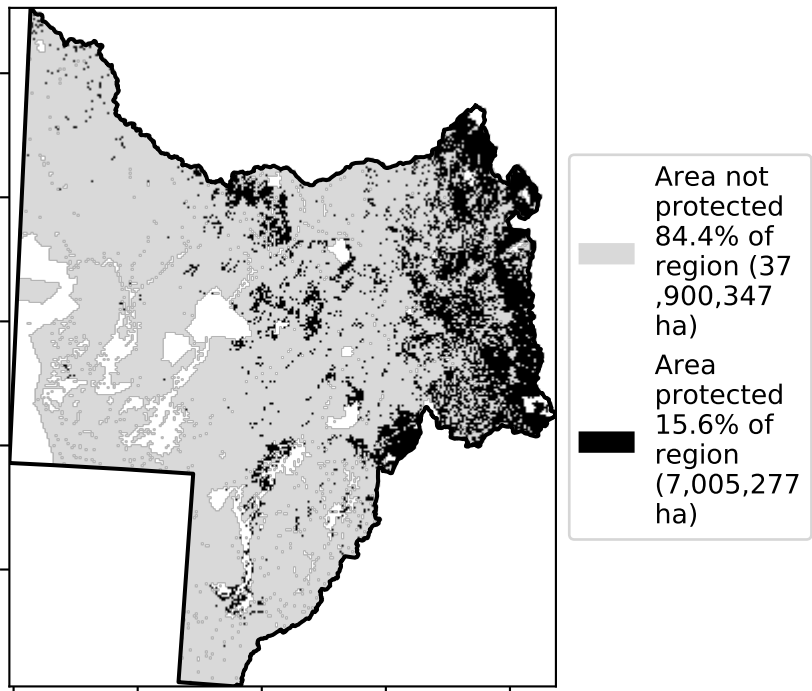 Area not
protected
84.4% of
region (37
,900,347
ha)
Area
protected
15.6% of
region
(7,005,277
ha)